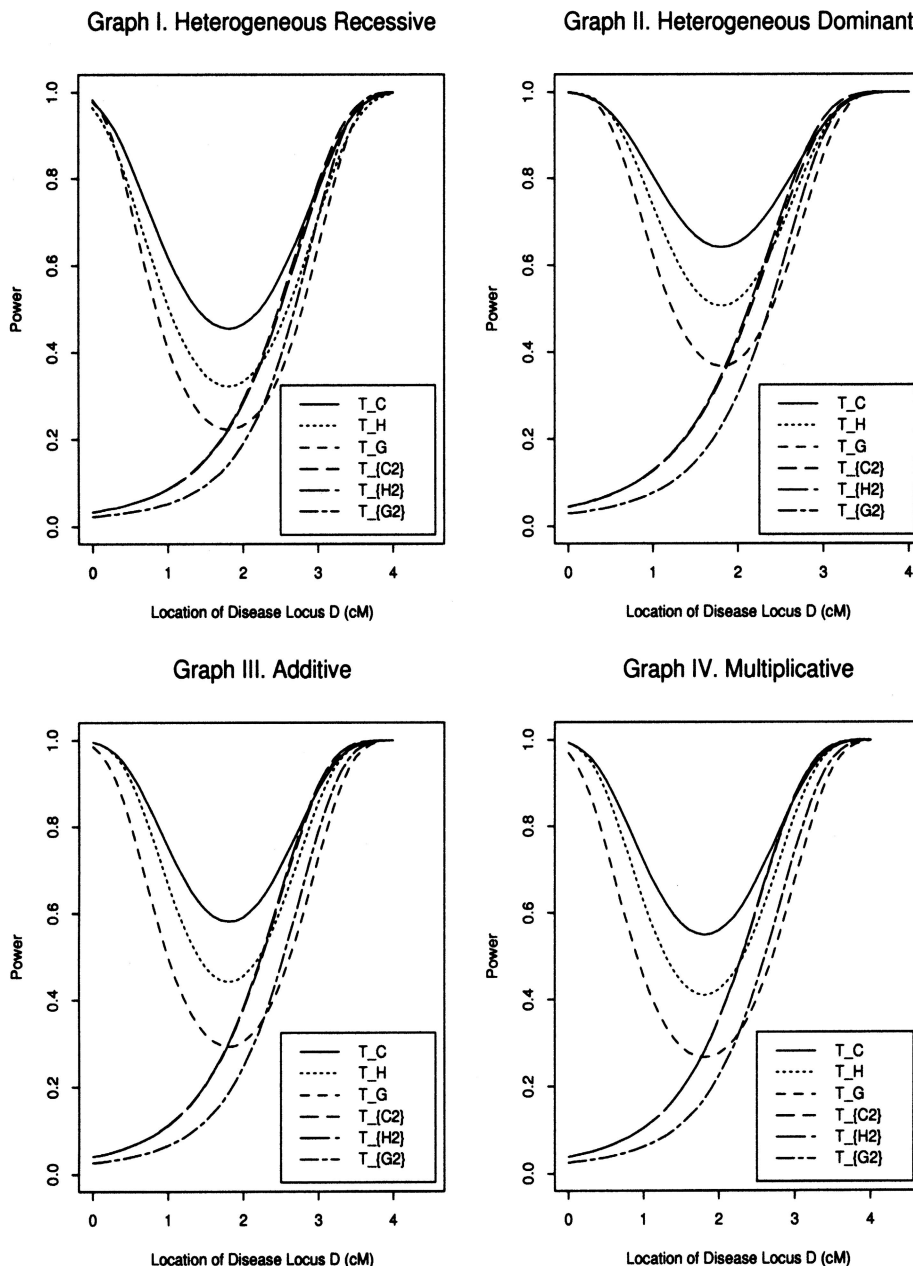 Graph I. Heterogeneous Recessive
Power
1.0
0.8
0.6
0.4
0.2
0.0
T_C
T_H
T_G
T_{C2}
T_{H2}
T_{G2}
0 1 2 3 4
Location of Disease Locus D (cM)
Graph II. Heterogeneous Dominant
Power
1.0
0.8
0.6
0.4
0.2
0.0
T_C
T_H
T_G
T_{C2}
T_{H2}
T_{G2}
0 1 2 3 4
Location of Disease Locus D (cM)
Graph III. Additive
Power
1.0
0.8
0.6
0.4
0.2
0.0
T_C
T_H
T_G
T_{C2}
T_{H2}
T_{G2}
0 1 2 3 4
Location of Disease Locus D (cM)
Graph IV. Multiplicative
Power
1.0
0.8
0.6
0.4
0.2
0.0
T_C
T_H
T_G
T_{C2}
T_{H2}
T_{G2}
0 1 2 3 4
Location of Disease Locus D (cM)